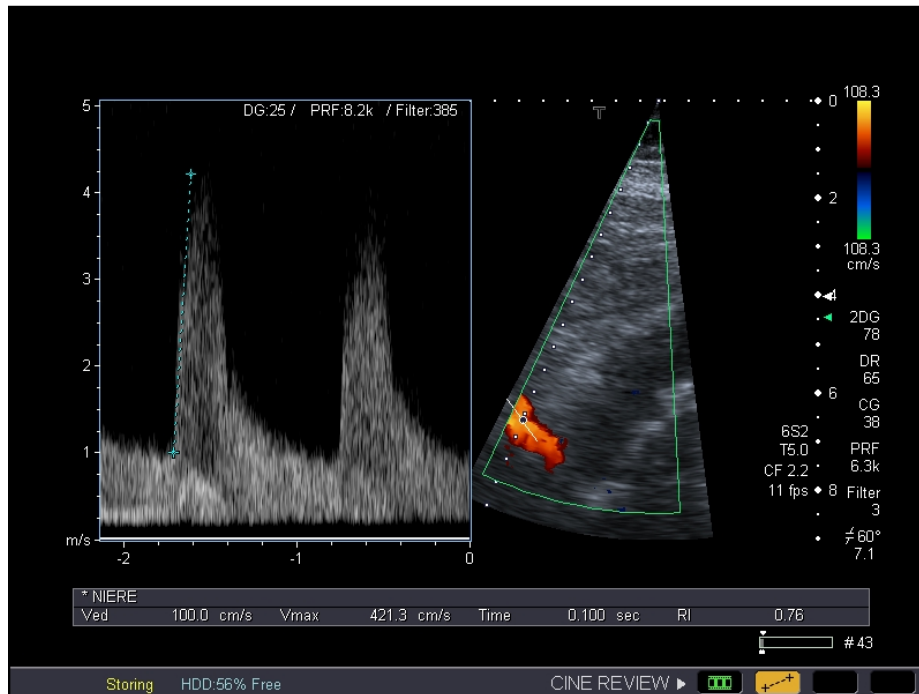 DG:25 / PRF:8.2k / Filter:385
5
4
3
2
1
m/s
-2 -1 0
T
0
2
4
6
8
108.3
108.3
cm/s
2DG
78
DR
65
CG
38
PRF
6.3k
Filter
3
60°
7.1
6S2
T5.0
CF 2.2
11 fps
* NIERE
Ved 100.0 cm/s Vmax 421.3 cm/s Time 0.100 sec RI 0.76
# 43
Storing HDD:56% Free CINE REVIEW